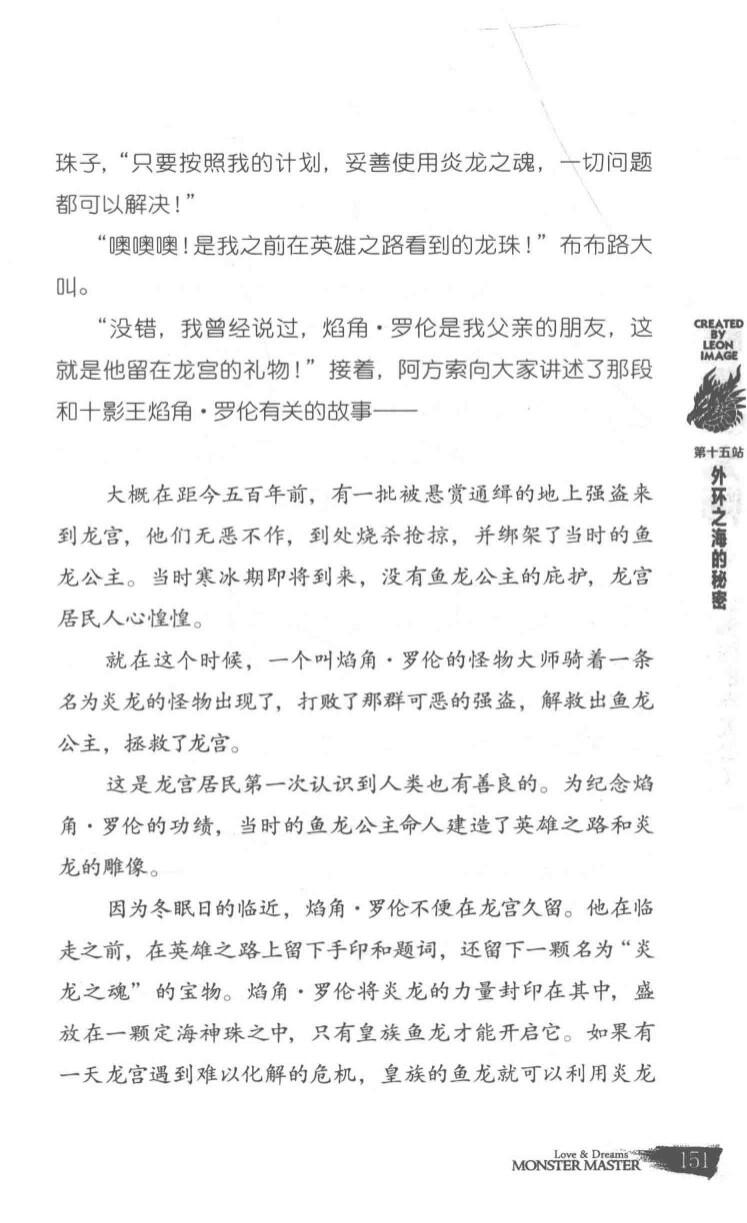 珠子，“只要按照我的计划，妥善使用炎龙之魂，一切问题
都可以解决！”
“噢噢噢！是我之前在英雄之路看到的龙珠！”布布路大
叫。
“没错，我曾经说过，焰角·罗伦是我父亲的朋友，这
就是他留在龙宫的礼物！”接着，阿方索向大家讲述了那段
和十影王焰角·罗伦有关的故事——
大概在距今五百年前，有一批被悬赏通缉的地上强盗来
到龙宫，他们无恶不作，到处烧杀抢掠，并绑架了当时的鱼
龙公主。当时寒冰期即将到来，没有鱼龙公主的庇护，龙宫
居民人心惶惶。
就在这个时候，一个叫焰角·罗伦的怪物大师骑着一条
名为炎龙的怪物出现了，打败了那群可恶的强盗，解救出鱼龙
公主，拯救了龙宫。
这是龙宫居民第一次认识到人类也有善良的。为纪念焰
角·罗伦的功绩，当时的鱼龙公主命人建造了英雄之路和炎
龙的雕像。
因为冬眠日的临近，焰角·罗伦不便在龙宫久留。他在临
走之前，在英雄之路上留下手印和题词，还留下一颗名为“炎
龙之魂”的宝物。焰角·罗伦将炎龙的力量封印在其中，盛
放在一颗定海神珠之中，只有皇族鱼龙才能开启它。如果有
一天龙宫遇到难以化解的危机，皇族的鱼龙就可以利用炎龙
CREATED
BY
LEON
IMAGE
第十五站
外环之海的秘密
Love & Dreams
MONSTER MASTER
151